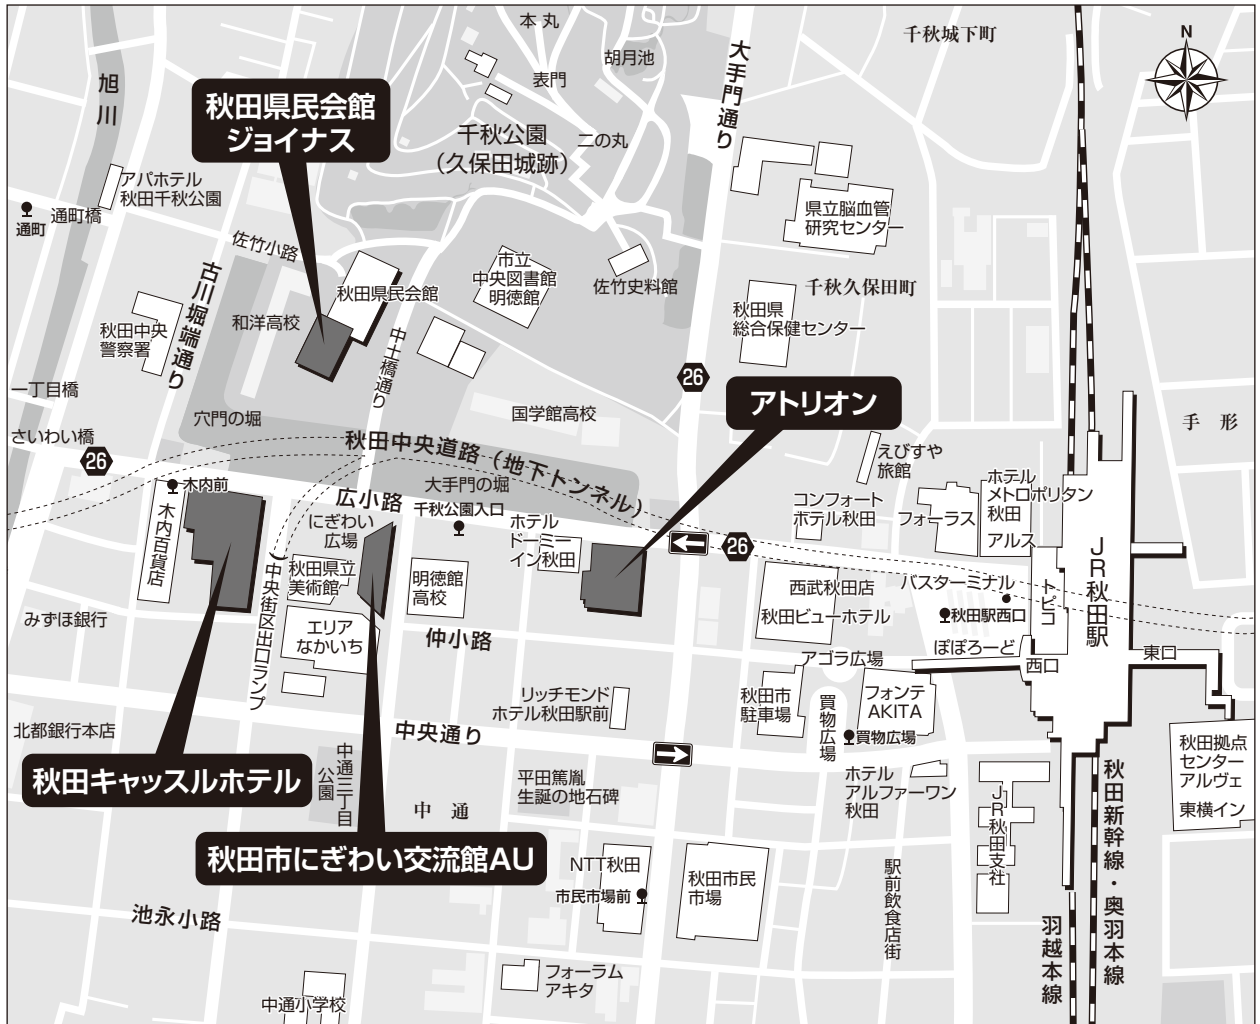 本丸
胡月池
表門
千秋城下町
N
旭川
大手門通り
秋田県民会館
ジョイナス
千秋公園
(久保田城跡)
二の丸
アパホテル
秋田千秋公園
通町橋
通町
県立脳血管
研究センター
佐竹小路
市立
中央図書館
明徳館
佐竹史料館
千秋久保田町
秋田県民会館
古川堀端通り
秋田中央
警察署
和洋高校
中土橋通り
秋田県
総合保健センター
26
一丁目橋
アトリオン
さいわい橋
穴門の堀
国学館高校
手形
26
秋田中央道路(地下トンネル)
えびすや
旅館
木内前
広小路
大手門の堀
千秋公園入口
ホテル
メトロポリタン
秋田
コンフォート
ホテル秋田
フォーラス
アルス
木内百貨店
にぎわい
広場
ホテル
ドーミー
イン秋田
26
JR秋田駅
秋田県立
美術館
明徳館
高校
西武秋田店
秋田ビューホテル
バスターミナル
秋田駅西口
トピコ
みずほ銀行
(中央街区出口ランプ
エリア
なかいち
仲小路
ぽぽろーど
西口
東口
アゴラ広場
リッチモンド
ホテル秋田駅前
秋田市
駐車場
買物広場
フォンテ
AKITA
買物広場
北都銀行本店
中央通り
秋田キャッスルホテル
中通三丁目
公園
中通
平田篤胤
生誕の地石碑
ホテル
アルファーワン
秋田
秋田拠点
センター
アルヴェ
東横イン
JR秋田支社
秋田新幹線・奥羽本線
秋田市にぎわい交流館AU
NTT秋田
市民市場前
秋田市民
市場
駅前飲食店街
池永小路
羽越本線
フォーラム
アキタ
中通小学校